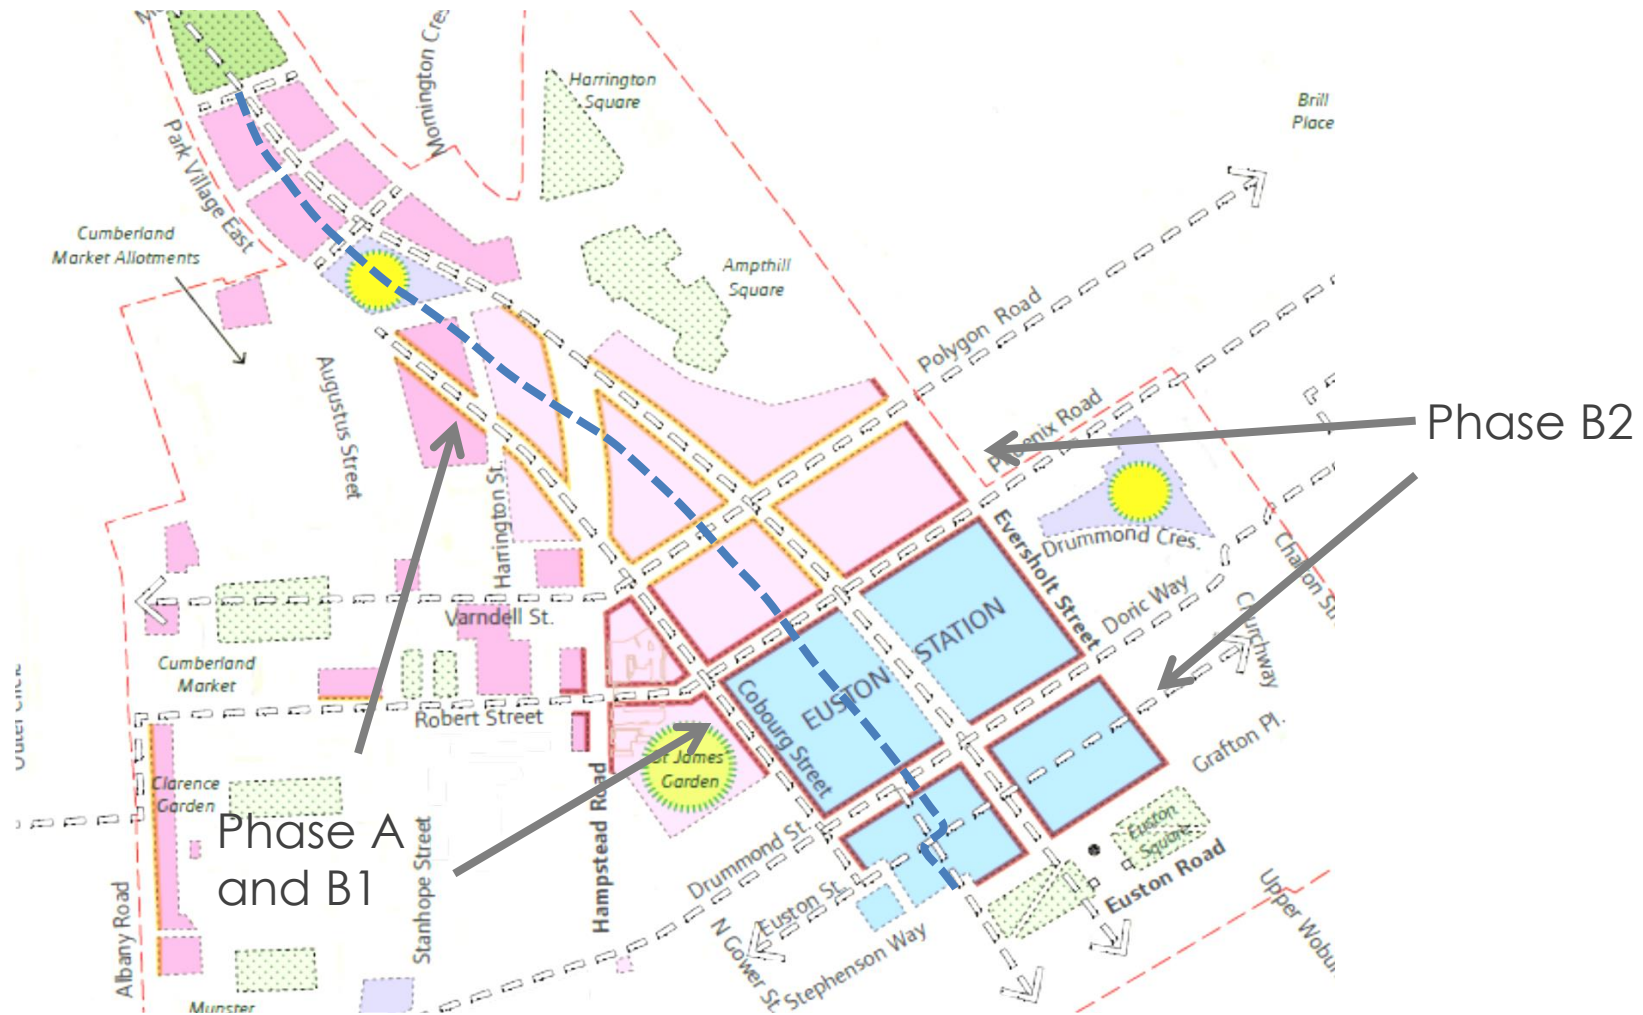 Mornington Cres
Harrington
Square
Brill
Place
Park Village East
Cumberland
Market Allotments
Ampthill
Square
Polygon Road
Augustus Street
Phoenix Road
Phase B2
Harrington St.
Eversholt Street
Drummond Cres.
Chalton St.
Doric Way
Churchway
Varndell St.
EUSTON STATION
Cumberland
Market
Cobourg Street
Robert Street
Grafton Pl.
St James
Garden
Clarence
Garden
Hampstead Road
Phase A
and B1
Stanhope Street
Drummond St.
Euston
Square
Euston Road
Albany Road
Euston St.
Upper Wobu
N Gower St.
Stephenson Way
Munster